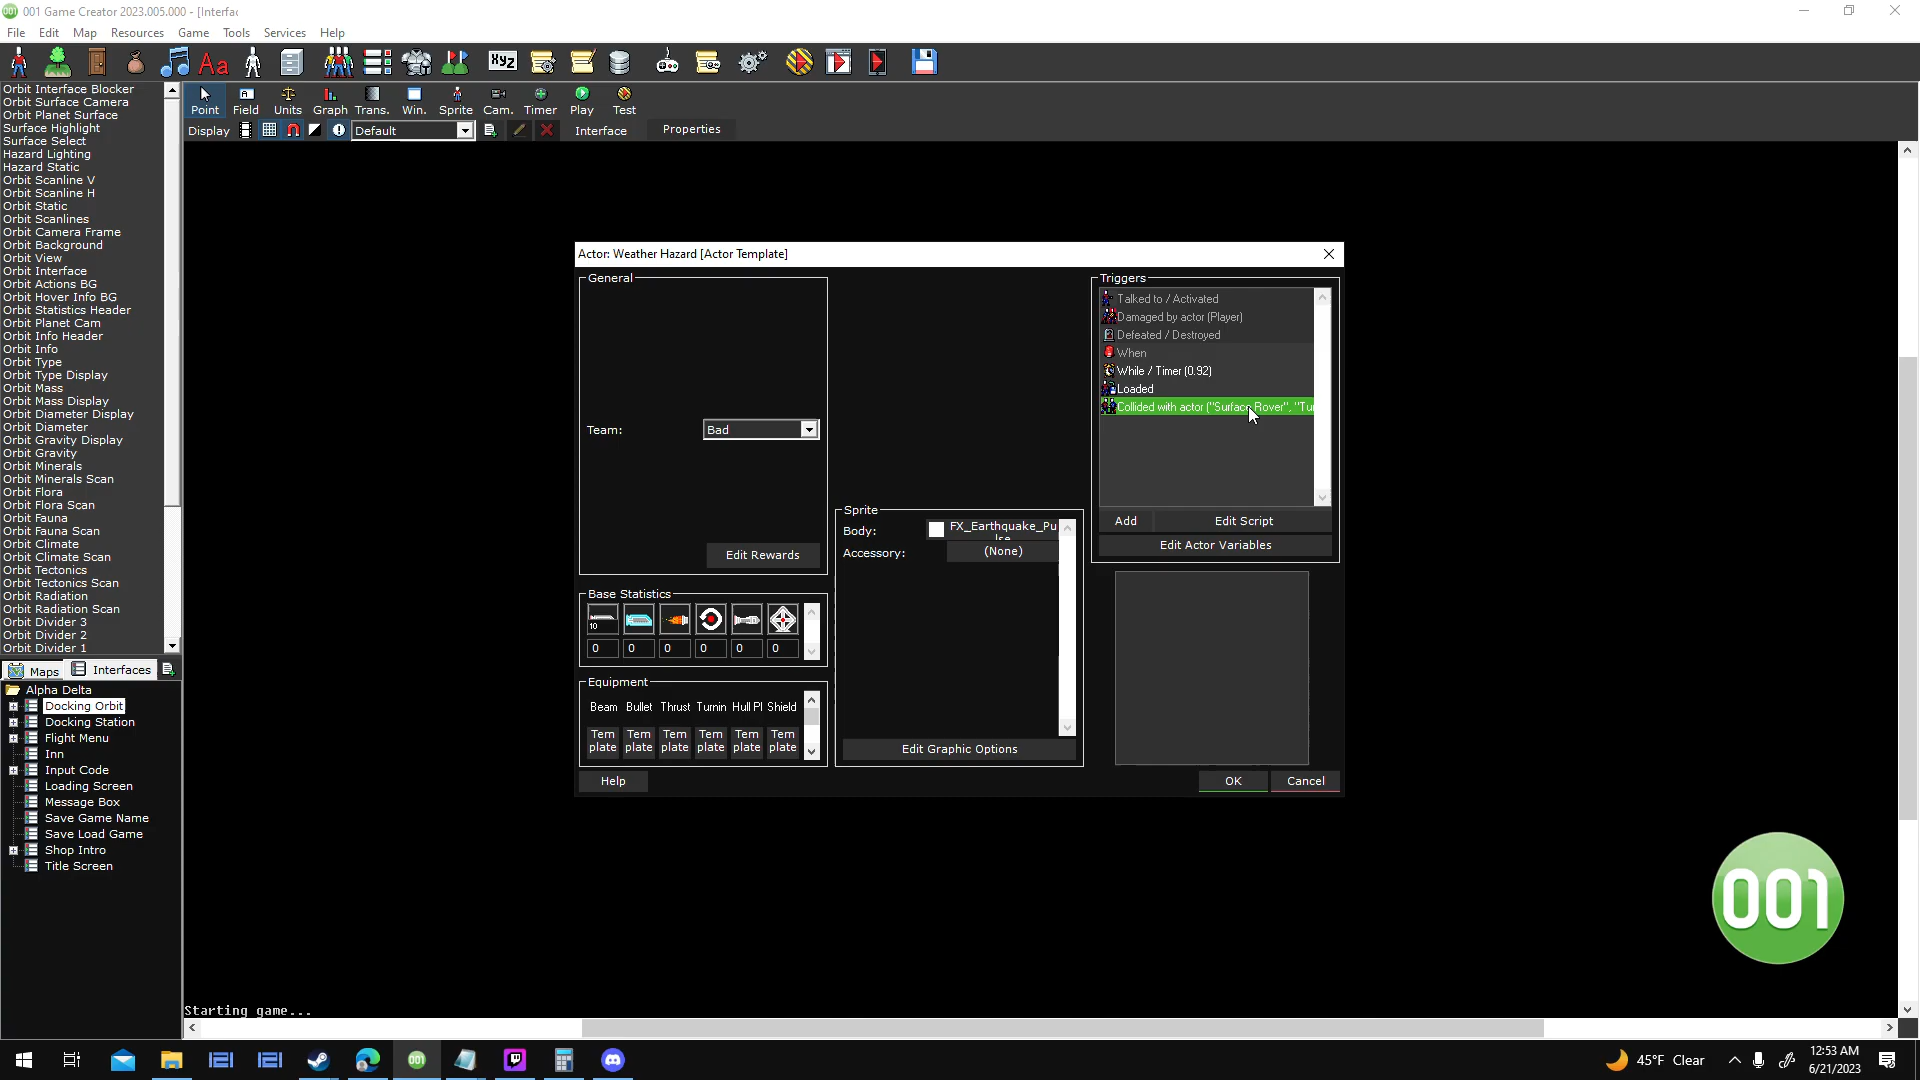 001 Game Creator 2023.005.000 - [Interfac
File Edit Map Resources Game Tools Services Help
Aa
XYZ
Point Field Units Graph Trans. Win. Sprite Cam. Timer Play Test
Display Default Interface Properties
Orbit Interface Blocker
Orbit Surface Camera
Orbit Planet Surface
Surface Highlight
Surface Select
Hazard Lighting
Hazard Static
Orbit Scanline V
Orbit Scanline H
Orbit Static
Orbit Scanlines
Orbit Camera Frame
Orbit Background
Orbit View
Orbit Interface
Orbit Actions BG
Orbit Hover Info BG
Orbit Statistics Header
Orbit Planet Cam
Orbit Info Header
Orbit Info
Orbit Type
Orbit Type Display
Orbit Mass
Orbit Mass Display
Orbit Diameter Display
Orbit Diameter
Orbit Gravity Display
Orbit Gravity
Orbit Minerals
Orbit Minerals Scan
Orbit Flora
Orbit Flora Scan
Orbit Fauna
Orbit Fauna Scan
Orbit Climate
Orbit Climate Scan
Orbit Tectonics
Orbit Tectonics Scan
Orbit Radiation
Orbit Radiation Scan
Orbit Divider 3
Orbit Divider 2
Orbit Divider 1
Maps Interfaces
Alpha Delta
Docking Orbit
Docking Station
Flight Menu
Inn
Input Code
Loading Screen
Message Box
Save Game Name
Save Load Game
Shop Intro
Title Screen
Actor: Weather Hazard [Actor Template]
General
Team: Bad
Edit Rewards
Base Statistics
10
0 0 0 0 0 0
Equipment
Beam Bullet Thrust Turnin Hull Pl Shield
Tem Tem Tem Tem Tem Tem
plate plate plate plate plate plate
Help
Sprite
Body: FX_Earthquake_Pu
lse
Accessory: (None)
Edit Graphic Options
Triggers
Talked to / Activated
Damaged by actor (Player)
Defeated / Destroyed
When
While / Timer (0.92)
Loaded
Collided with actor ("Surface Rover", "Tu
Add Edit Script
Edit Actor Variables
OK Cancel
001
Starting game...
001
45°F Clear
12:53 AM
6/21/2023